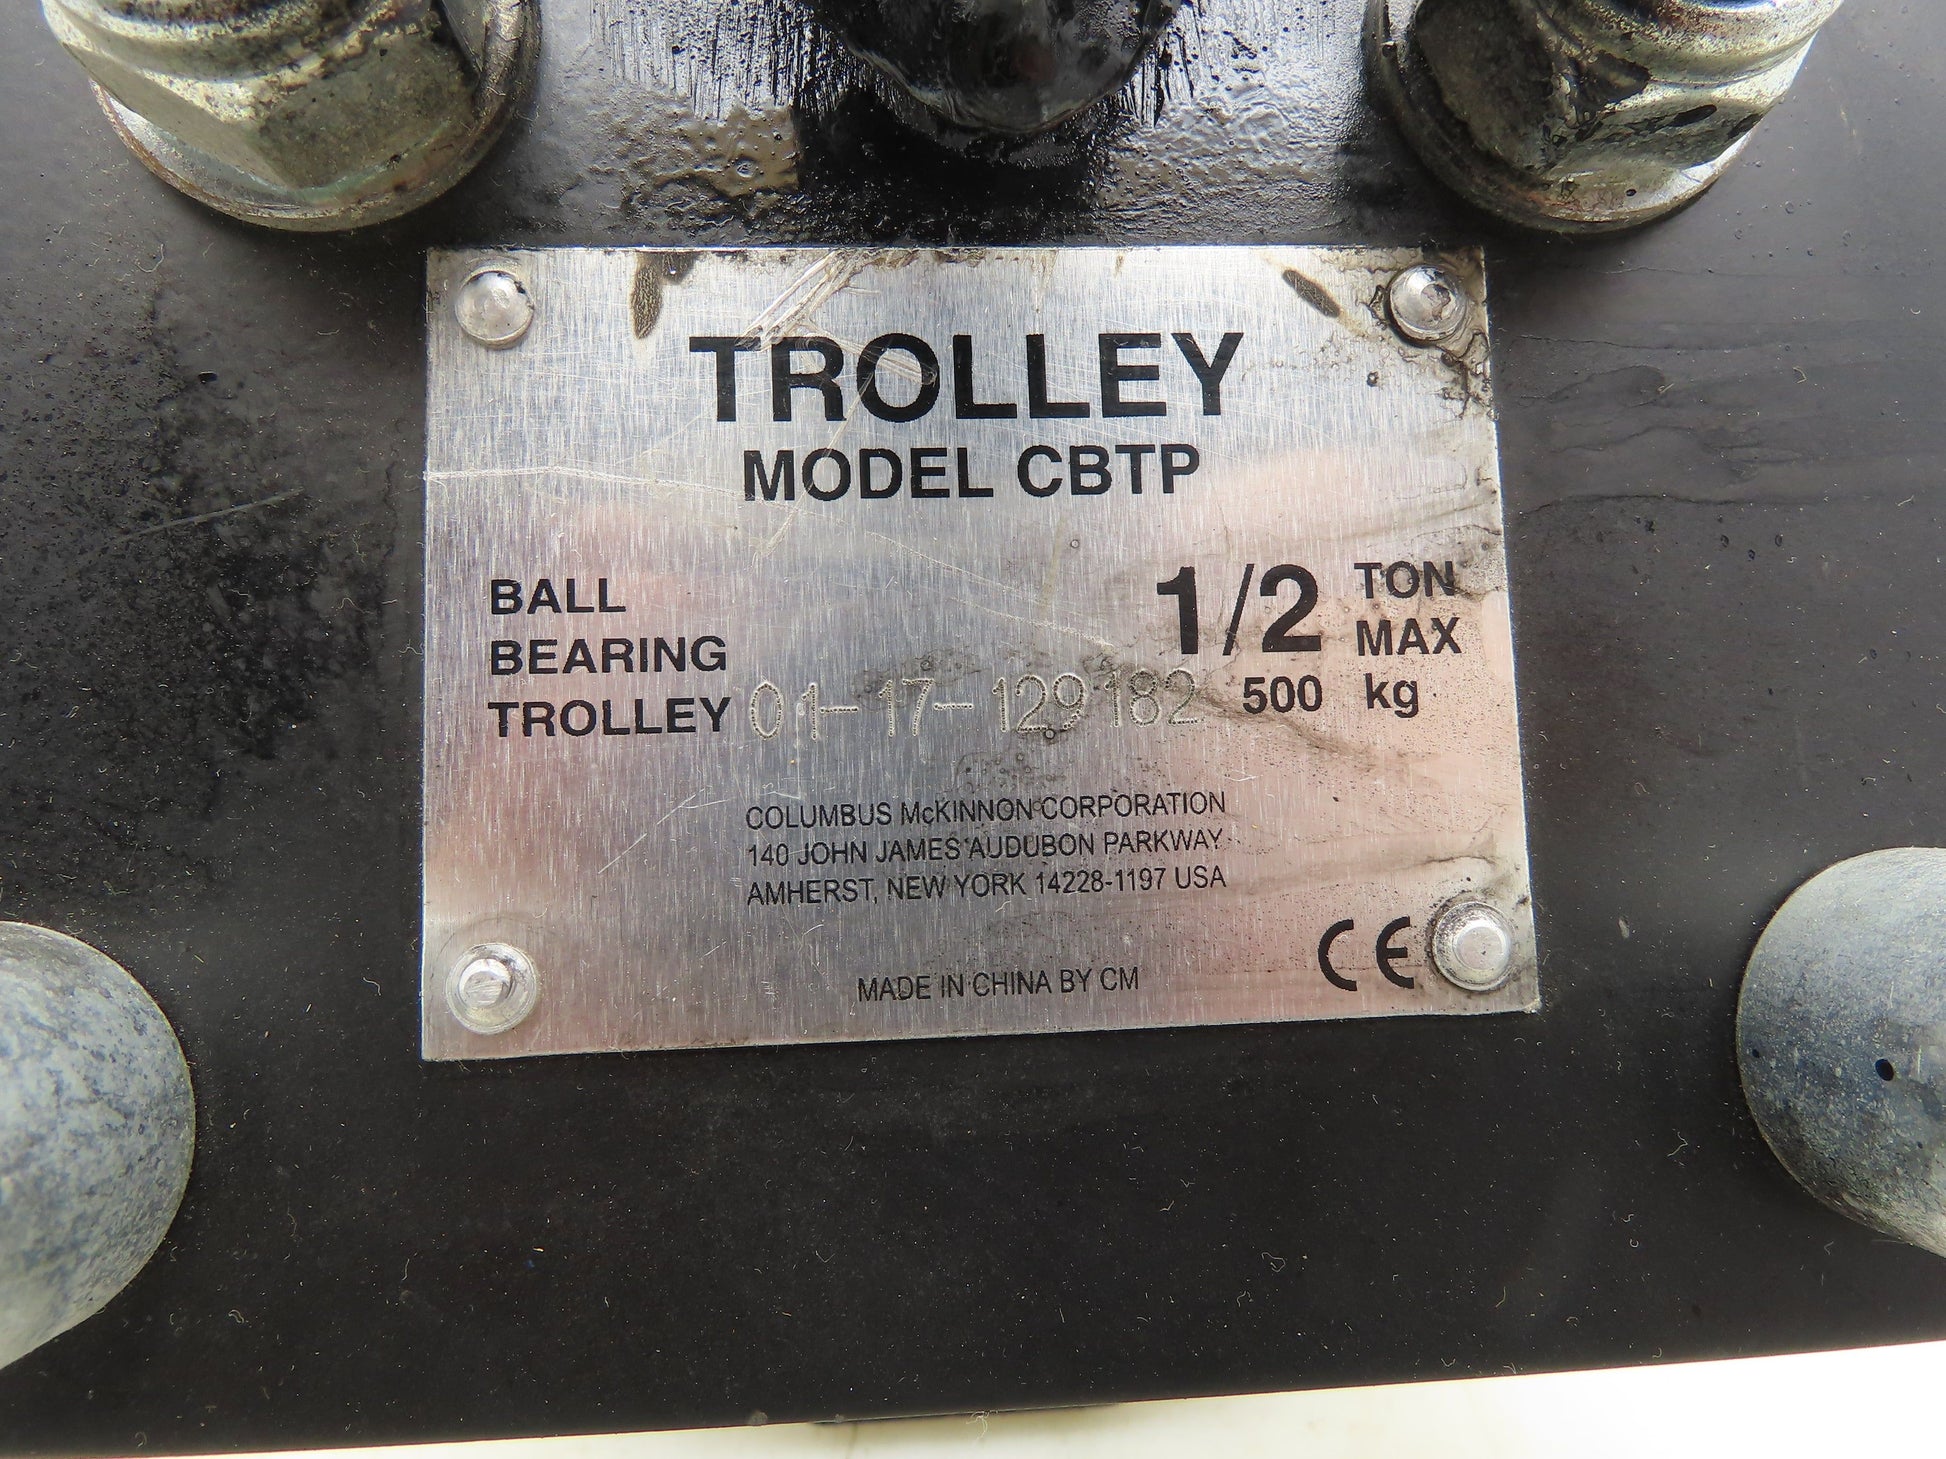 TROLLEY
MODEL CBTP
BALL
BEARING
TROLLEY 01-17-129182
1/2 TON
MAX
500 kg
COLUMBUS McKINNON CORPORATION
140 JOHN JAMES AUDUBON PARKWAY
AMHERST, NEW YORK 14228-1197 USA
MADE IN CHINA BY CM
CE